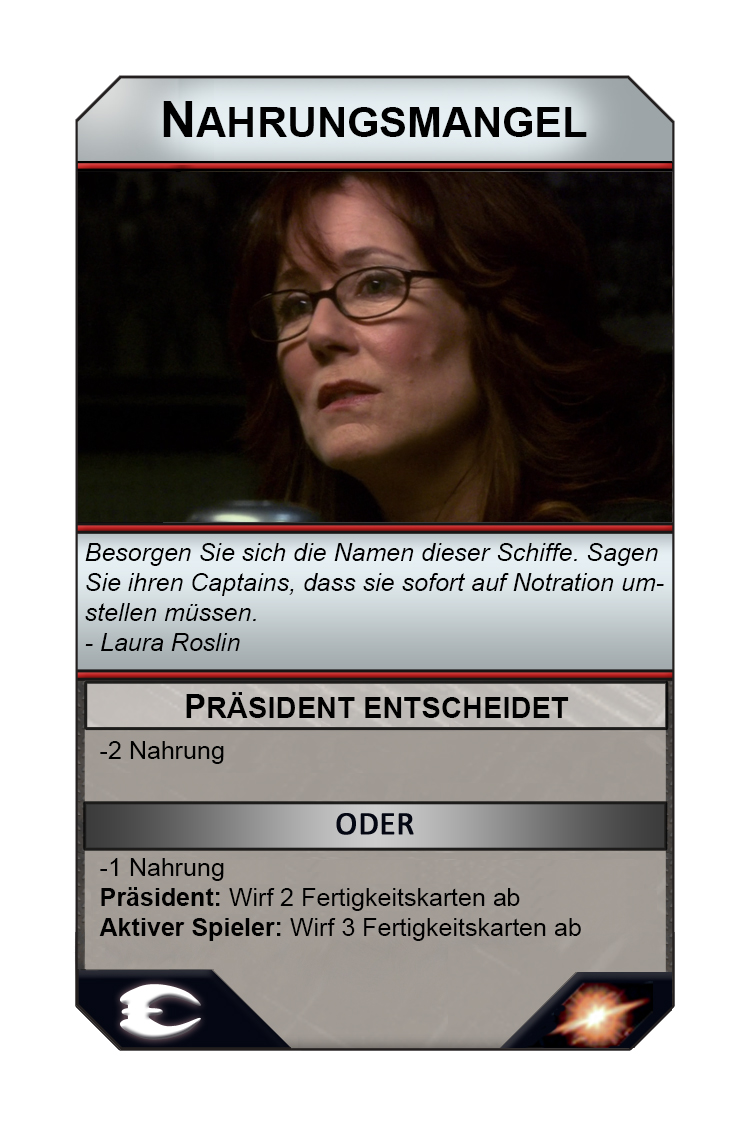 NAHRUNGSMANGEL
Besorgen Sie sich die Namen dieser Schiffe. Sagen
Sie ihren Captains, dass sie sofort auf Notration um-
stellen müssen.
- Laura Roslin
PRÄSIDENT ENTSCHEIDET
-2 Nahrung
ODER
-1 Nahrung
Präsident: Wirf 2 Fertigkeitskarten ab
Aktiver Spieler: Wirf 3 Fertigkeitskarten ab